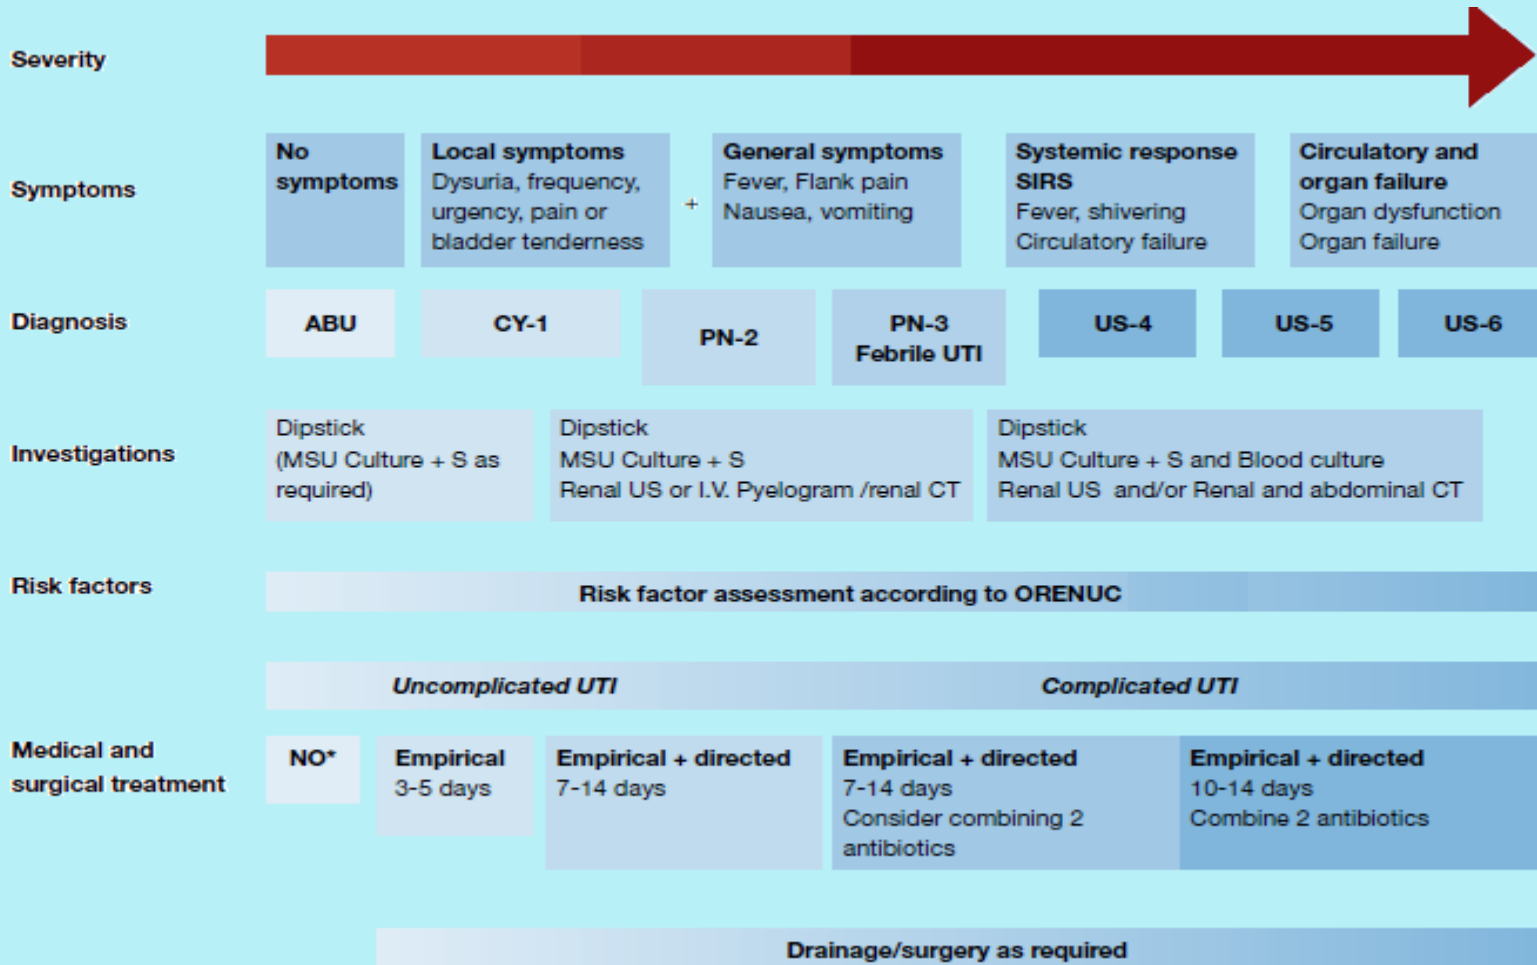 Severity
Symptoms
No
symptoms
Local symptoms
Dysuria, frequency,
urgency, pain or
bladder tenderness
+
General symptoms
Fever, Flank pain
Nausea, vomiting
Systemic response
SIRS
Fever, shivering
Circulatory failure
Circulatory and
organ failure
Organ dysfunction
Organ failure
Diagnosis
ABU
CY-1
PN-2
PN-3
Febrile UTI
US-4
US-5
US-6
Investigations
Dipstick
(MSU Culture + S as
required)
Dipstick
MSU Culture + S
Renal US or I.V. Pyelogram /renal CT
Dipstick
MSU Culture + S and Blood culture
Renal US and/or Renal and abdominal CT
Risk factors
Risk factor assessment according to ORENUC
Uncomplicated UTI
Complicated UTI
Medical and
surgical treatment
NO*
Empirical
3-5 days
Empirical + directed
7-14 days
Empirical + directed
7-14 days
Consider combining 2
antibiotics
Empirical + directed
10-14 days
Combine 2 antibiotics
Drainage/surgery as required